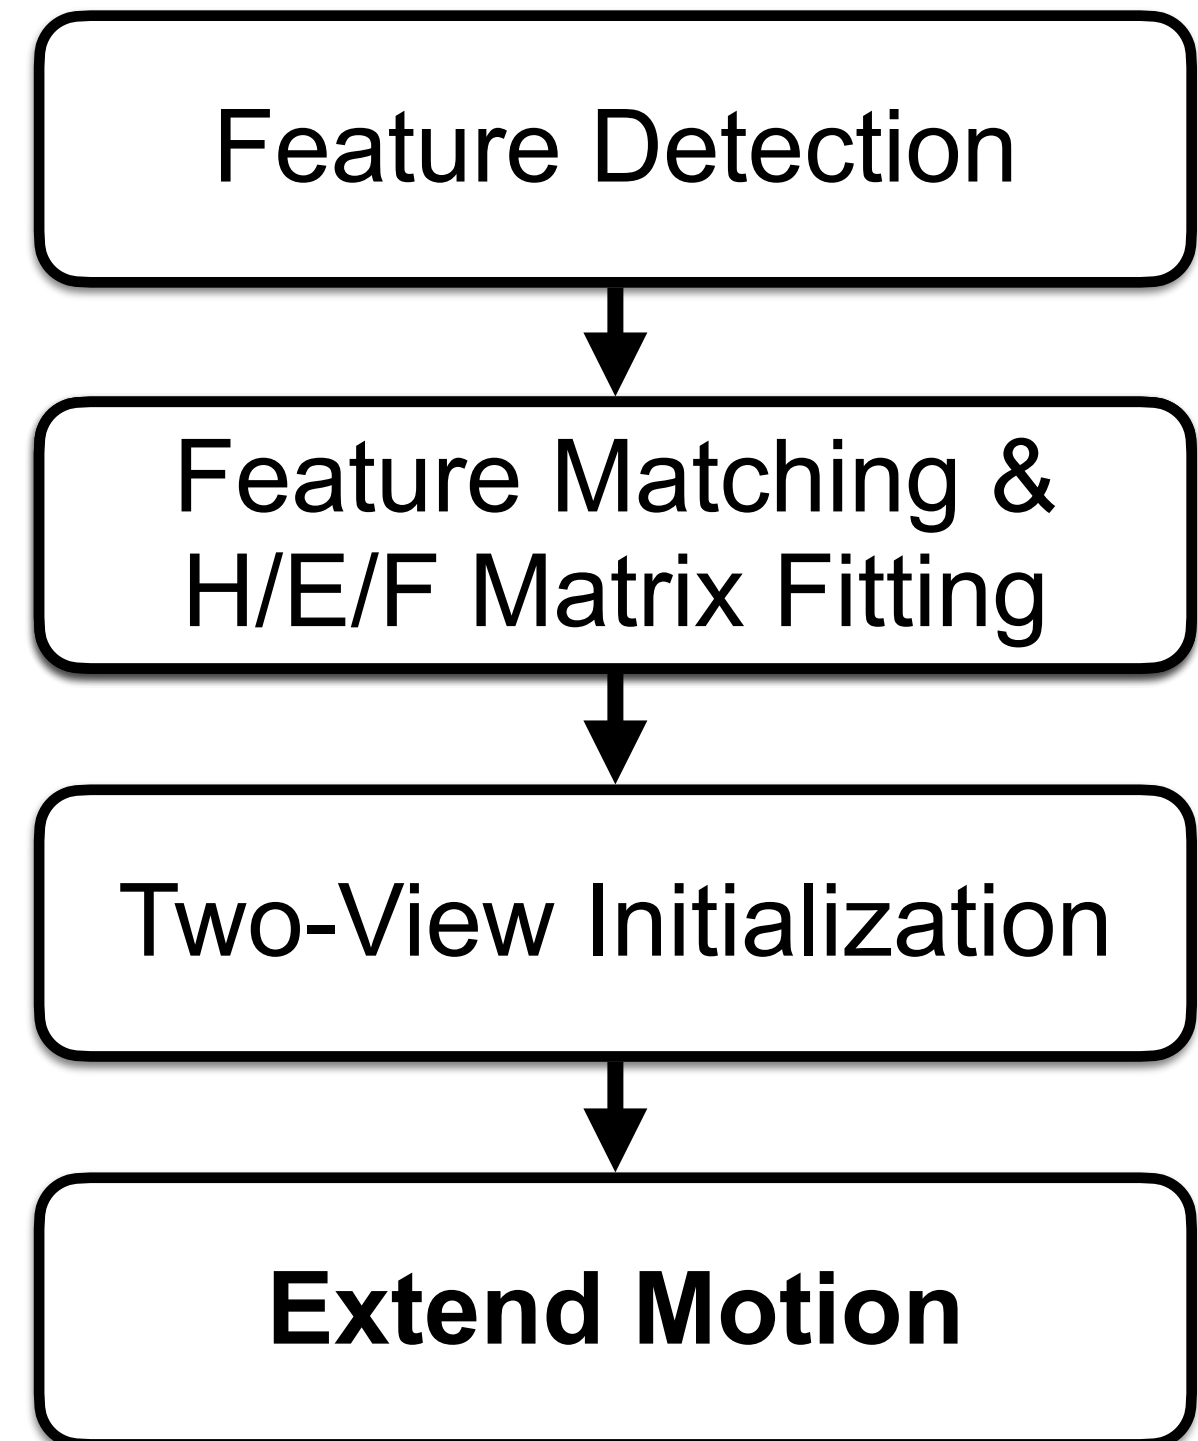 Feature Detection
Feature Matching &
H/E/F Matrix Fitting
Two-View Initialization
Extend Motion